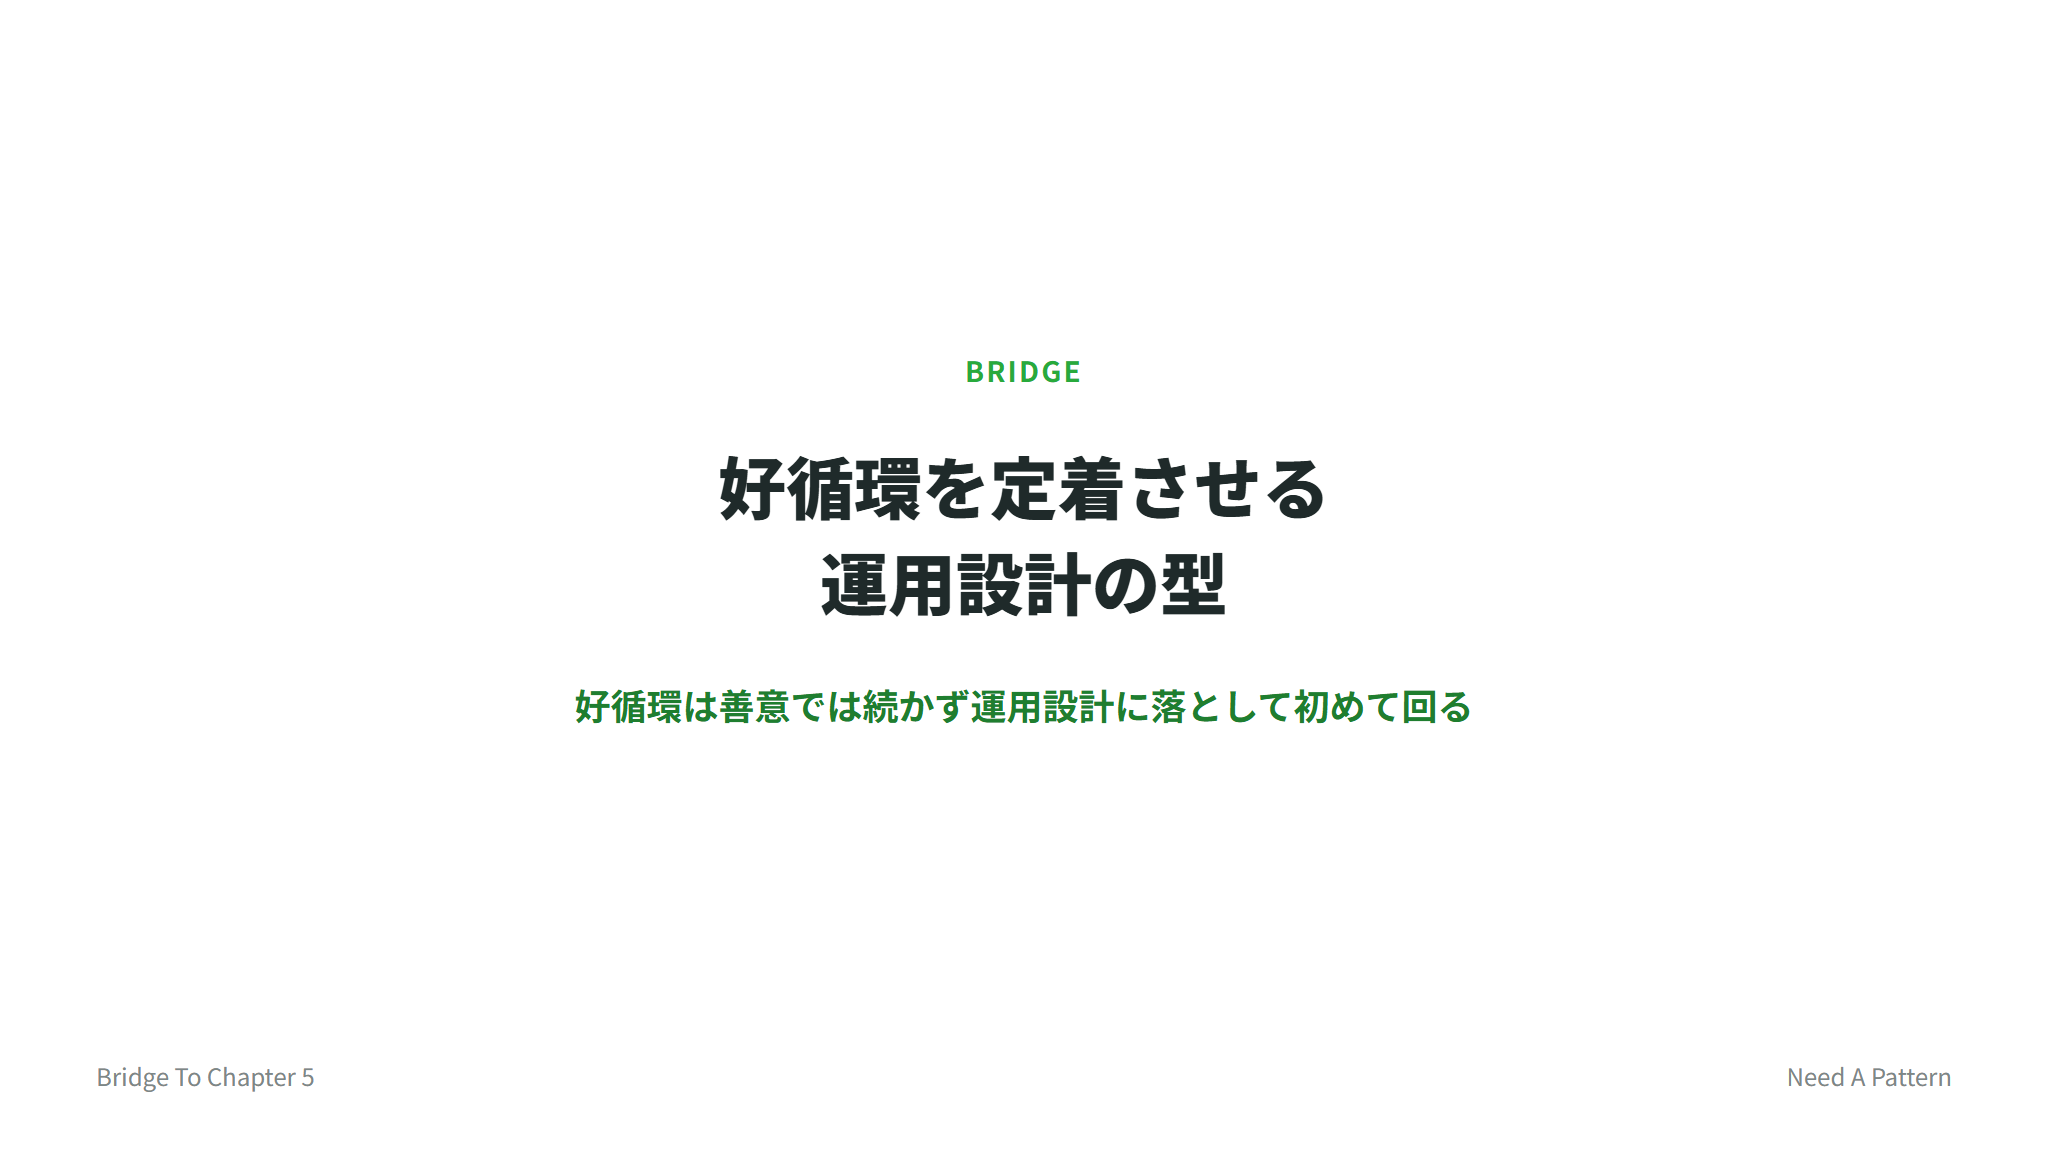 BRIDGE
好循環を定着させる
運用設計の型
好循環は善意では続かず運用設計に落として初めて回る
Bridge To Chapter 5
Need A Pattern